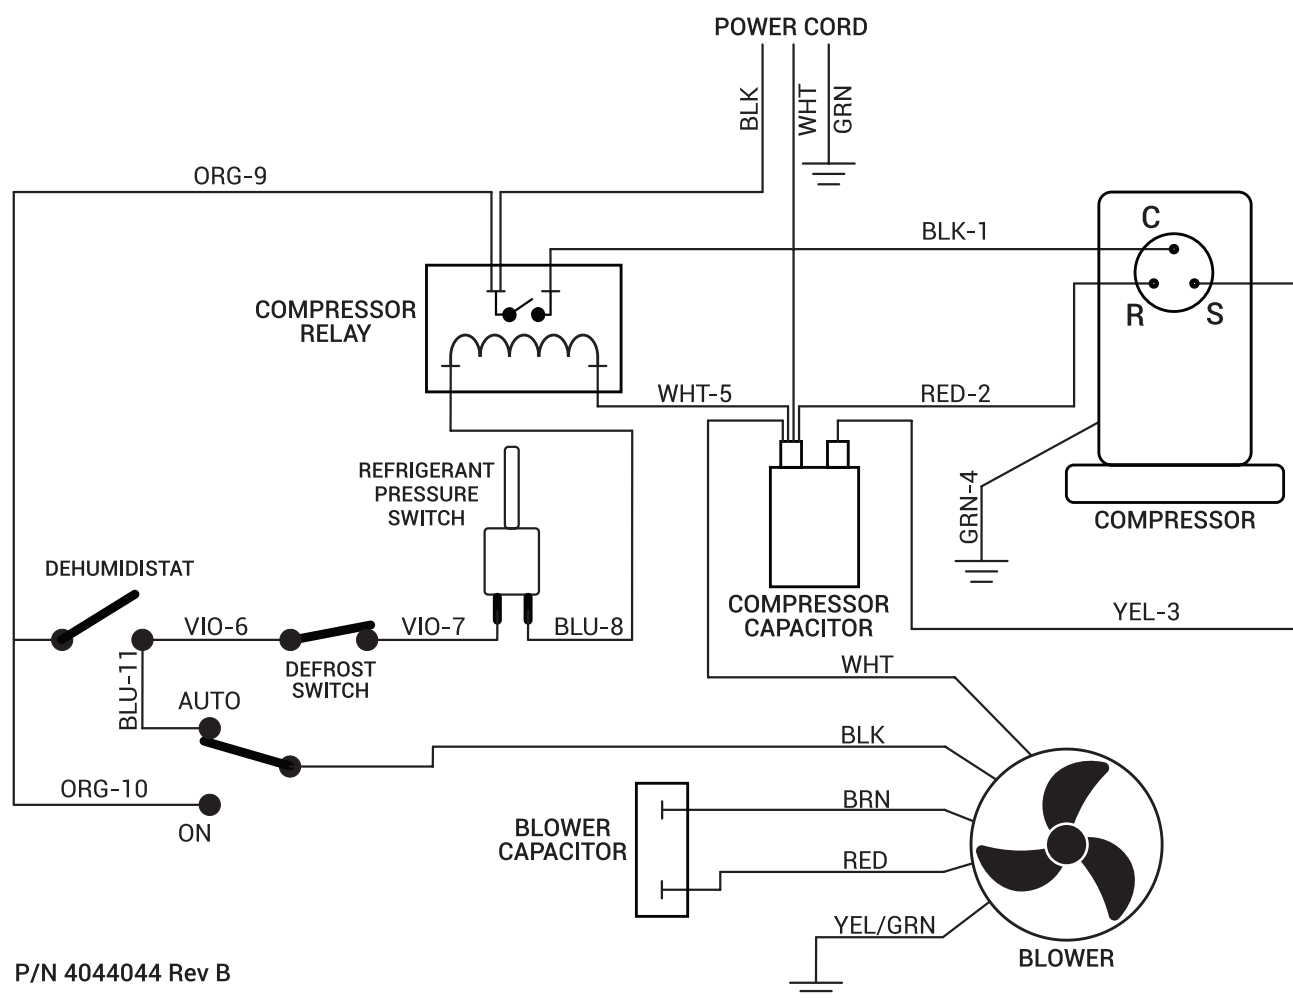 POWER CORD
BLK
WHT
GRN
ORG-9
C
BLK-1
R
S
COMPRESSOR
RELAY
WHT-5
RED-2
REFRIGERANT
PRESSURE
SWITCH
GRN-4
COMPRESSOR
DEHUMIDISTAT
VIO-6
VIO-7
BLU-8
COMPRESSOR
CAPACITOR
YEL-3
DEFROST
SWITCH
BLU-11
WHT
AUTO
BLK
ORG-10
ON
BRN
BLOWER
CAPACITOR
RED
YEL/GRN
BLOWER
P/N 4044044 Rev B